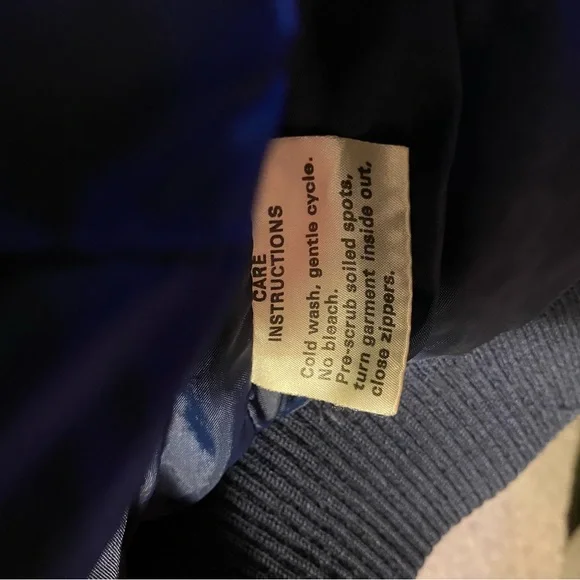 CARE
INSTRUCTIONS
Cold wash, gentle cycle.
No bleach.
Pre-scrub soiled spots,
turn garment inside out,
close zippers.